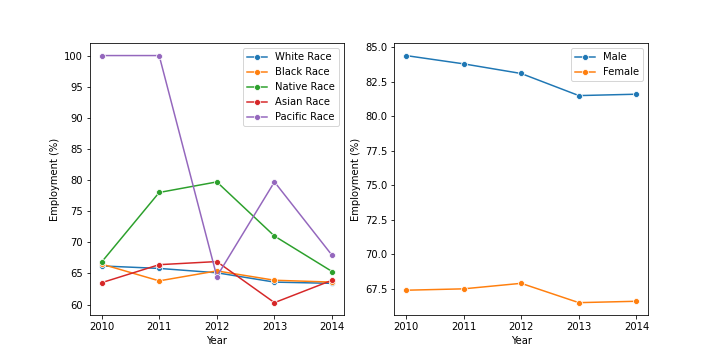 100
95
90
85
80
75
70
65
60
Employment (%)
2010 2011 2012 2013 2014
Year
White Race
Black Race
Native Race
Asian Race
Pacific Race
85.0
82.5
80.0
77.5
75.0
72.5
70.0
67.5
Employment (%)
2010 2011 2012 2013 2014
Year
Male
Female